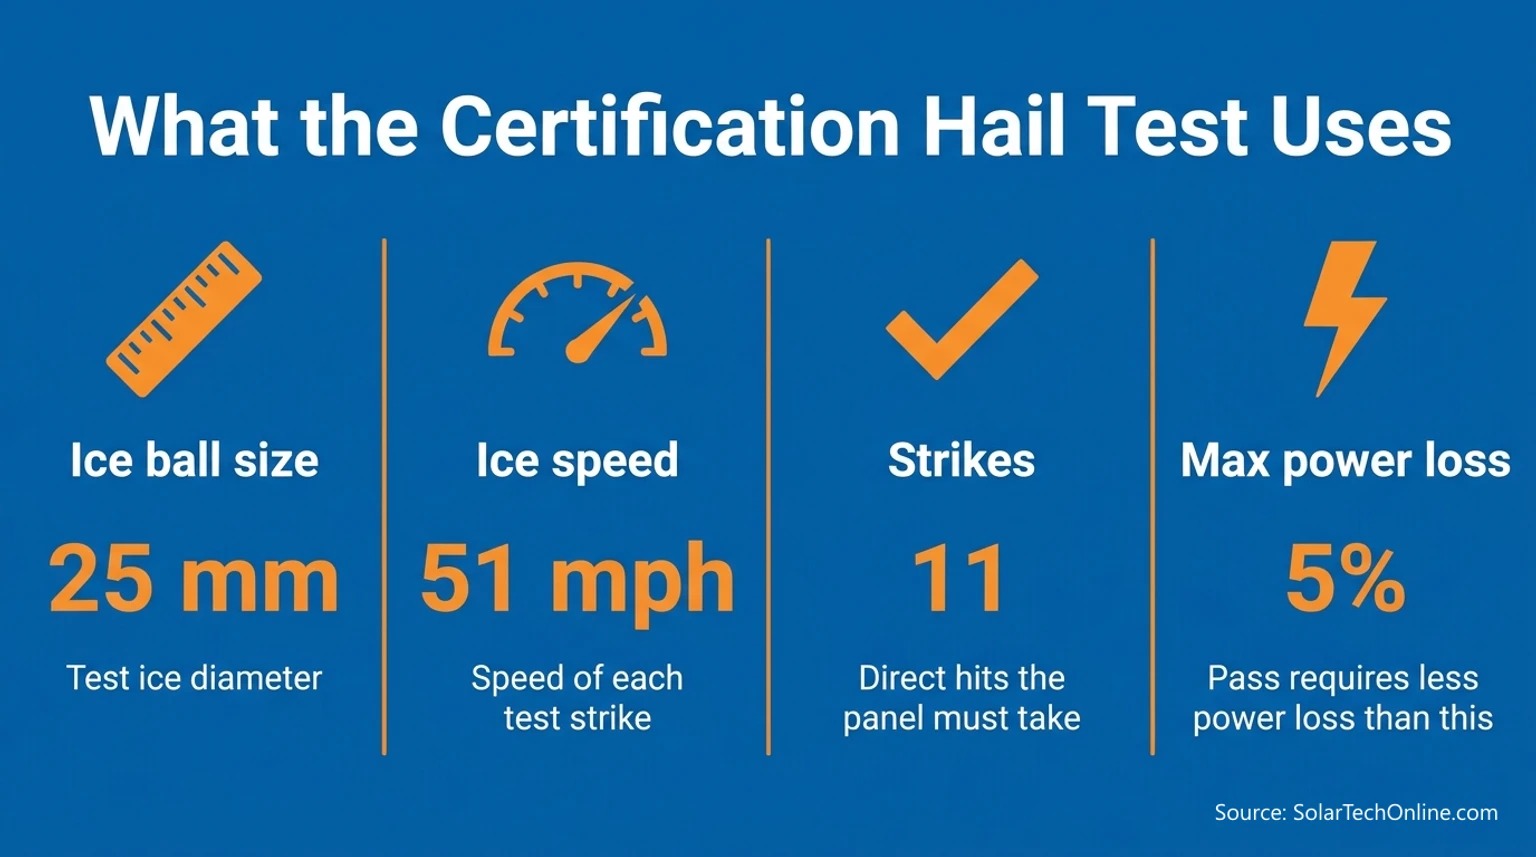 What the Certification Hail Test Uses
Ice ball size
25 mm
Test ice diameter
Ice speed
51 mph
Speed of each
test strike
Strikes
11
Direct hits the
panel must take
Max power loss
5%
Pass requires less
power loss than this
Source: SolarTechOnline.com